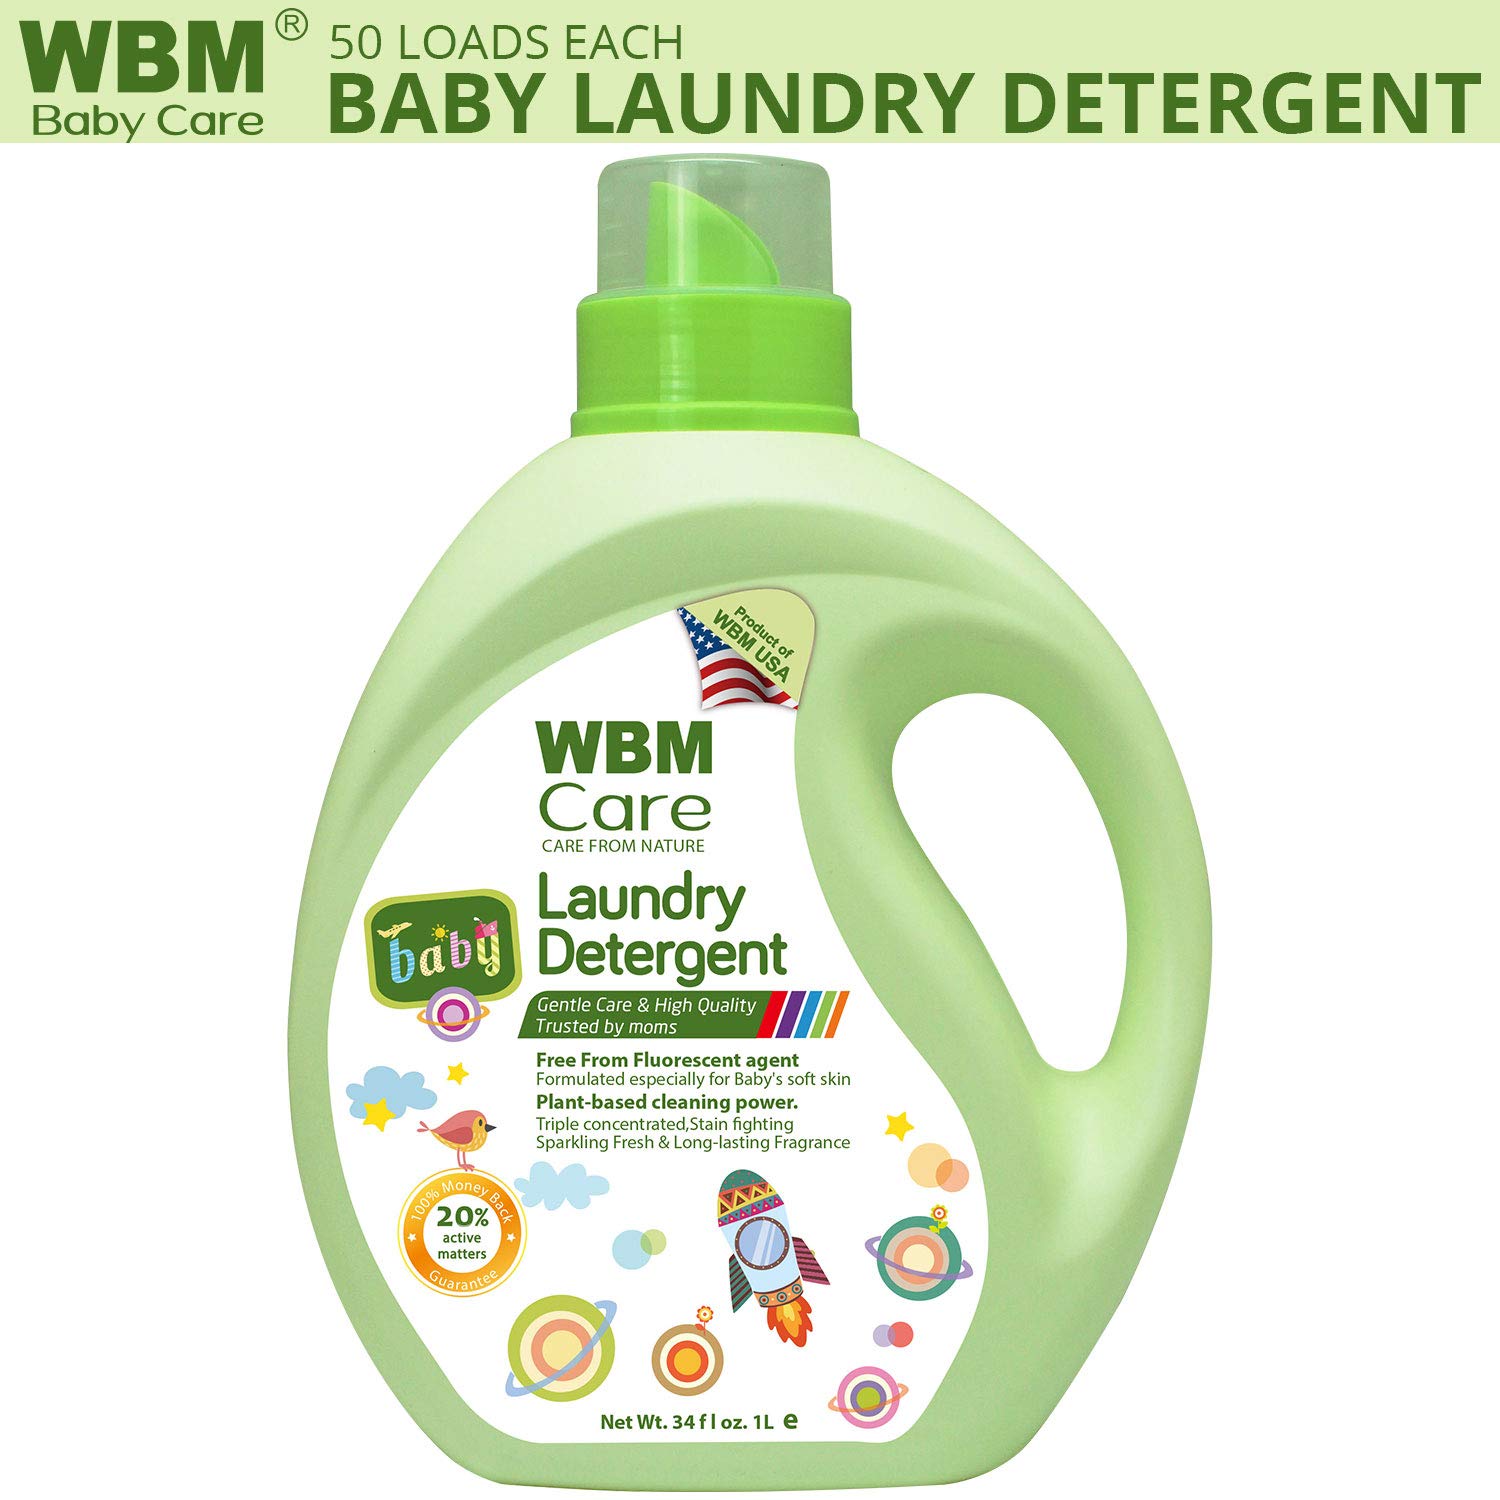 WBM®
Baby Care
50 LOADS EACH
BABY LAUNDRY DETERGENT
Product of
WBM USA
WBM
Care
CARE FROM NATURE
baby
Laundry
Detergent
Gentle Care & High Quality
Trusted by moms
Free From Fluorescent agent
Formulated especially for Baby's soft skin
Plant-based cleaning power.
Triple concentrated,Stain fighting
Sparkling Fresh & Long-lasting Fragrance
100% Money Back
20%
active
matters
Guarantee
Net Wt. 34 fl oz. 1L e